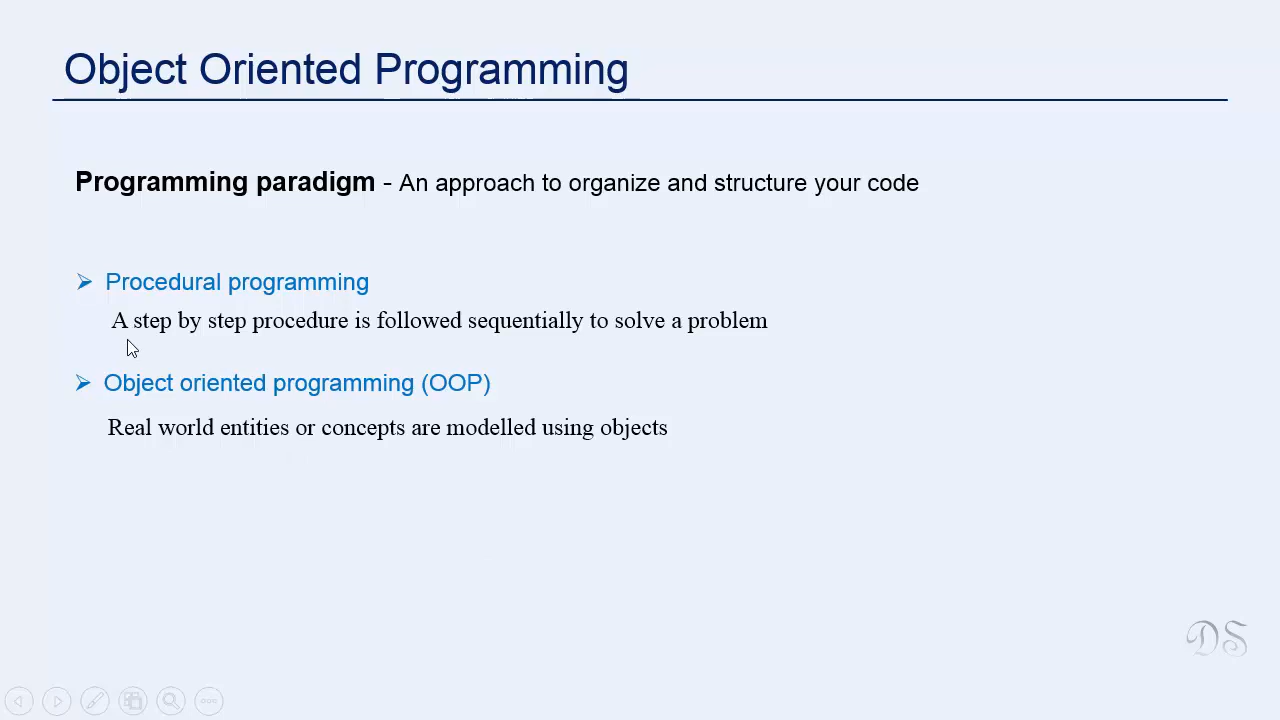 Object Oriented Programming
Programming paradigm - An approach to organize and structure your code
Procedural programming
A step by step procedure is followed sequentially to solve a problem
Object oriented programming (OOP)
Real world entities or concepts are modelled using objects
DS